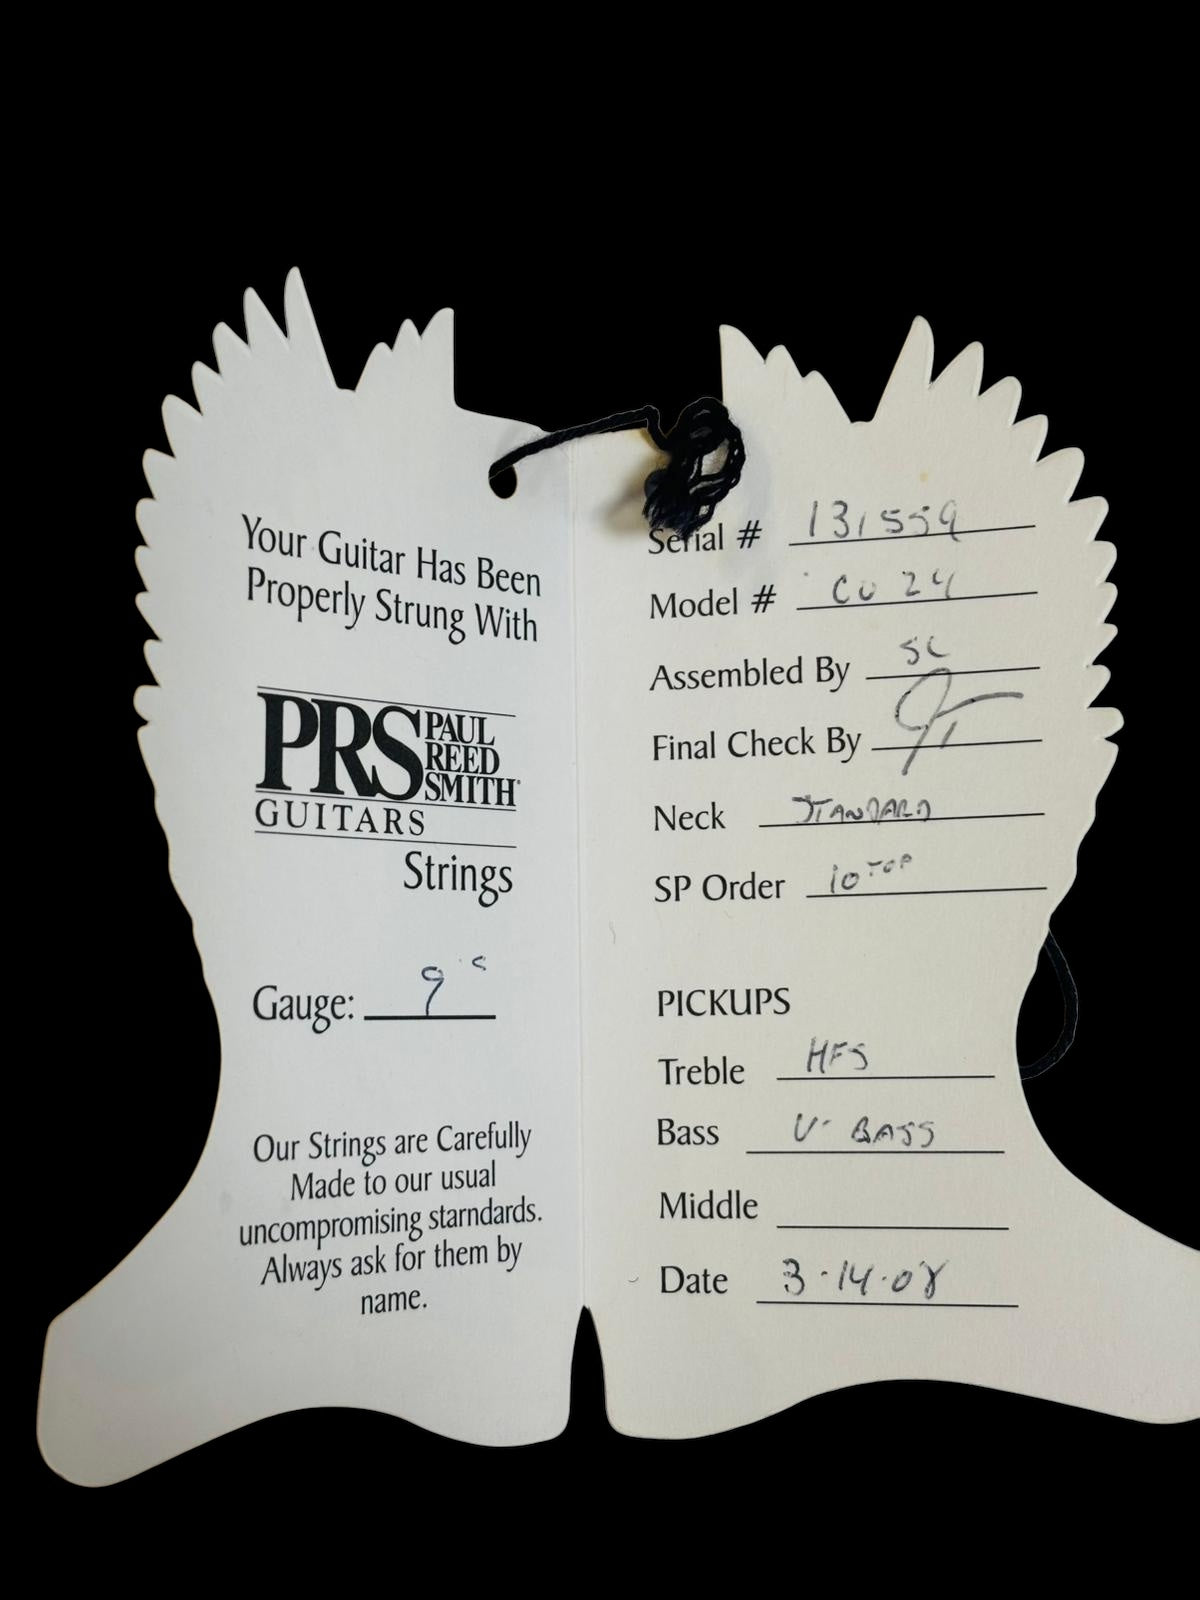 Your Guitar Has Been
Properly Strung With
PRS PAUL
REED
SMITH®
GUITARS
Strings
Gauge: 9's
Our Strings are Carefully
Made to our usual
uncompromising starndards.
Always ask for them by
name.
Serial # 131559
Model # CU 24
Assembled By SC
Final Check By
Neck STANDARD
SP Order 10 TOP
PICKUPS
Treble HFS
Bass V-BASS
Middle
Date 3-14-08